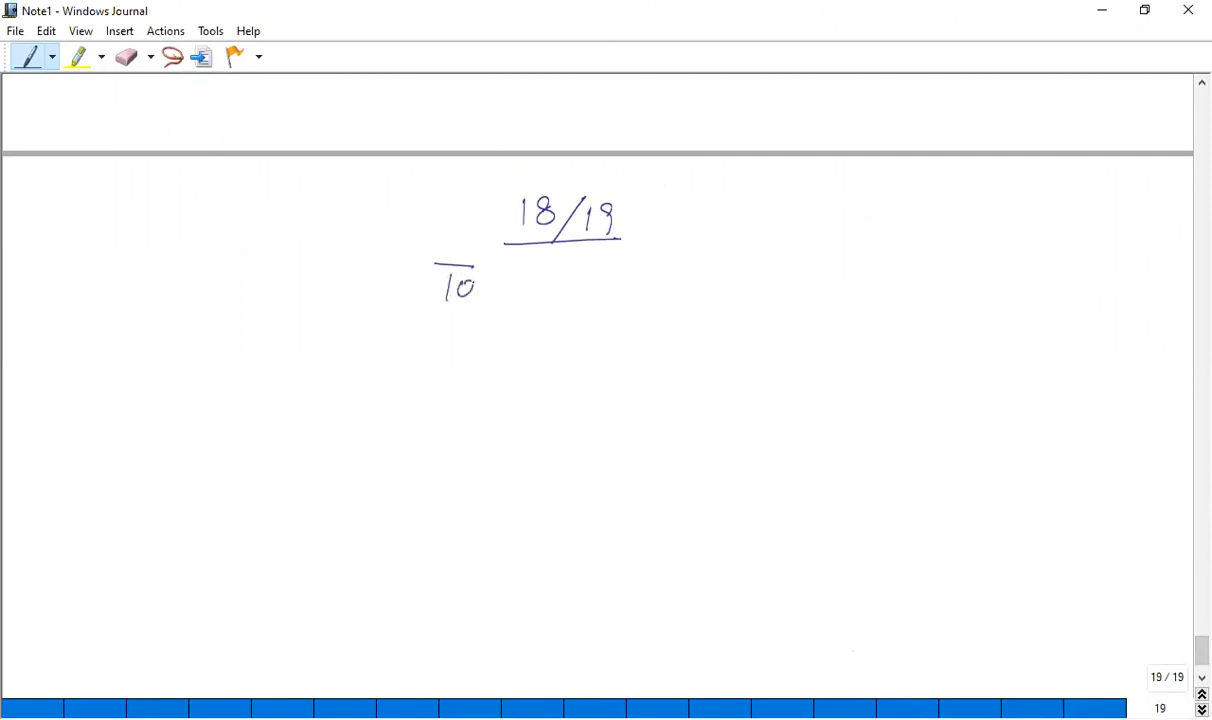 Note1 - Windows Journal
File Edit View Insert Actions Tools Help
18/19
10
19 / 19
19